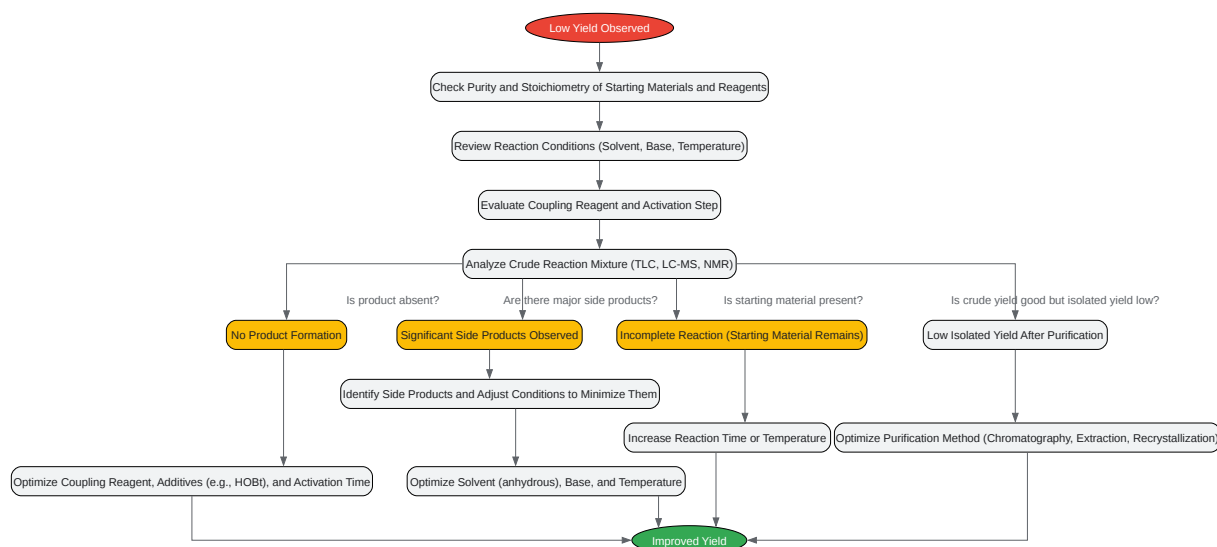 Low Yield Observed
Check Purity and Stoichiometry of Starting Materials and Reagents
Review Reaction Conditions (Solvent, Base, Temperature)
Evaluate Coupling Reagent and Activation Step
Analyze Crude Reaction Mixture (TLC, LC-MS, NMR)
Is product absent?
Are there major side products?
Is starting material present?
Is crude yield good but isolated yield low?
No Product Formation
Significant Side Products Observed
Incomplete Reaction (Starting Material Remains)
Low Isolated Yield After Purification
Identify Side Products and Adjust Conditions to Minimize Them
Increase Reaction Time or Temperature
Optimize Purification Method (Chromatography, Extraction, Recrystallization)
Optimize Coupling Reagent, Additives (e.g., HOBt), and Activation Time
Optimize Solvent (anhydrous), Base, and Temperature
Improved Yield